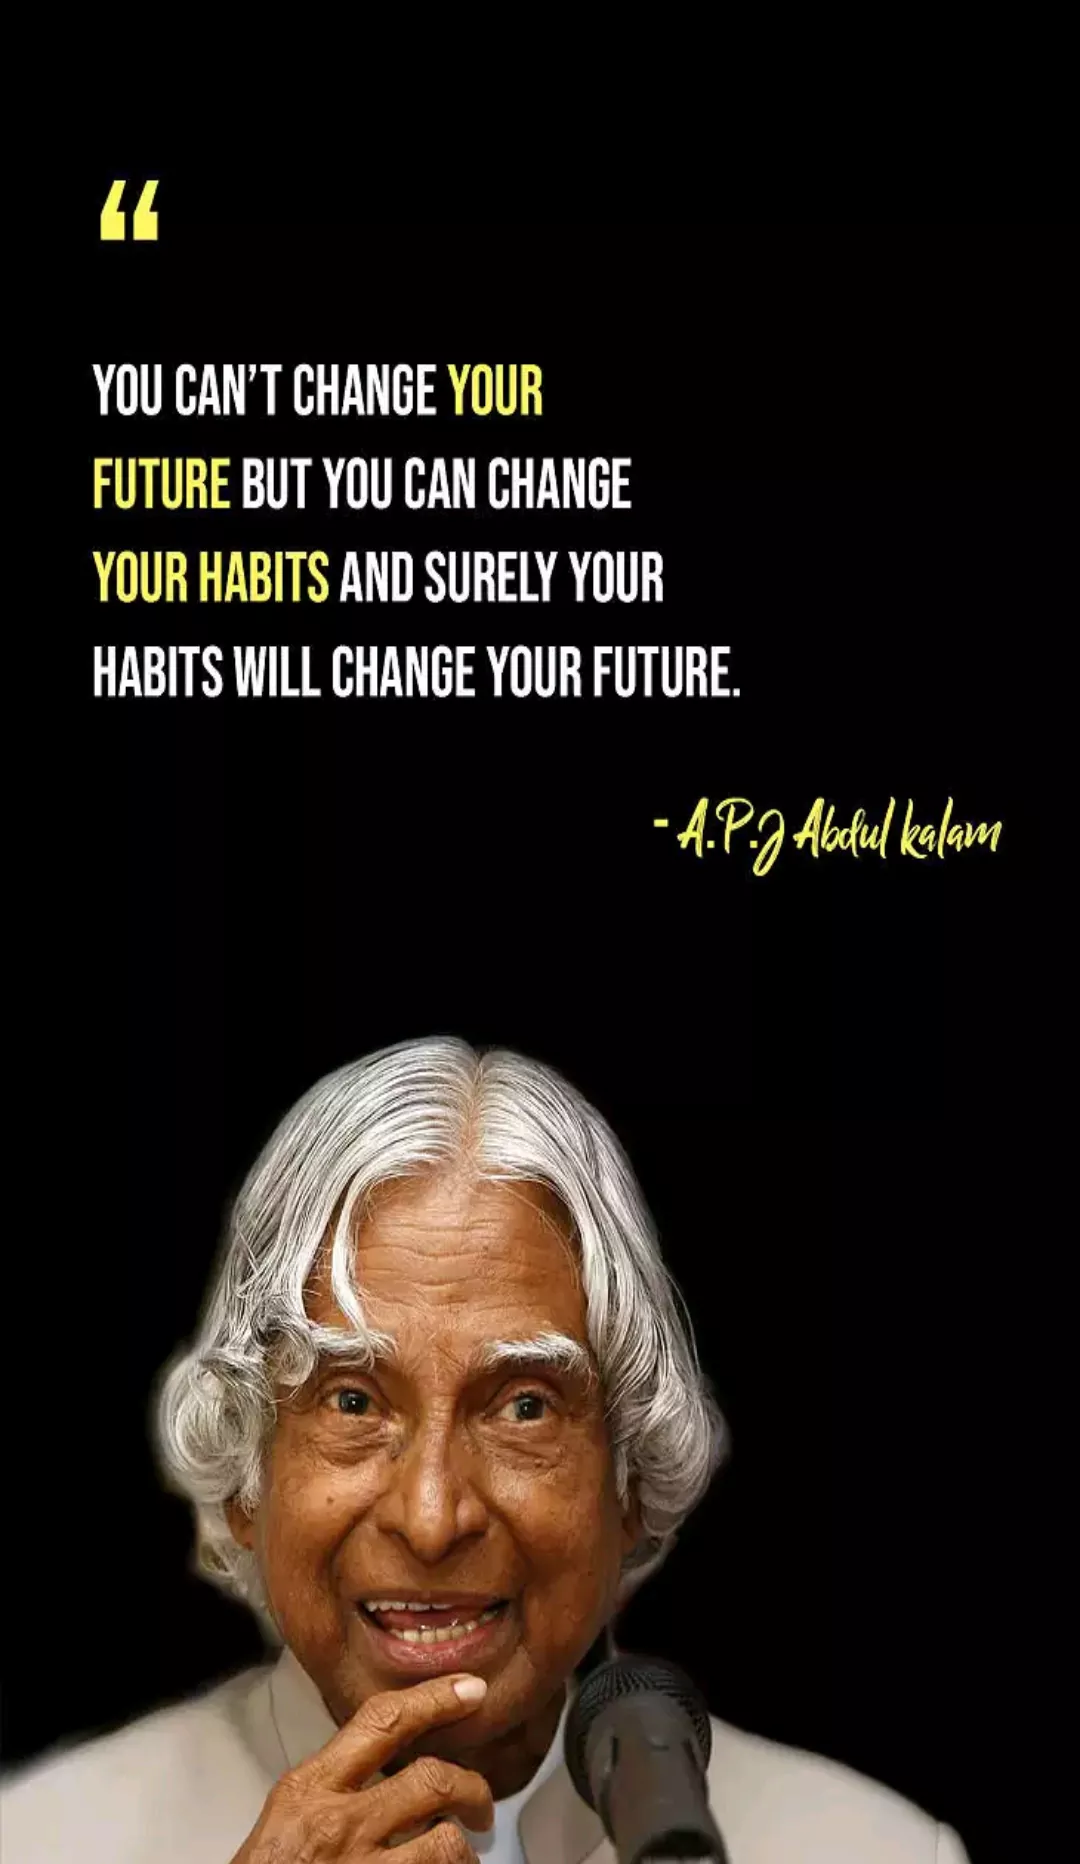 “
YOU CAN’T CHANGE YOUR
FUTURE BUT YOU CAN CHANGE
YOUR HABITS AND SURELY YOUR
HABITS WILL CHANGE YOUR FUTURE.
- A.P.J Abdul kalam